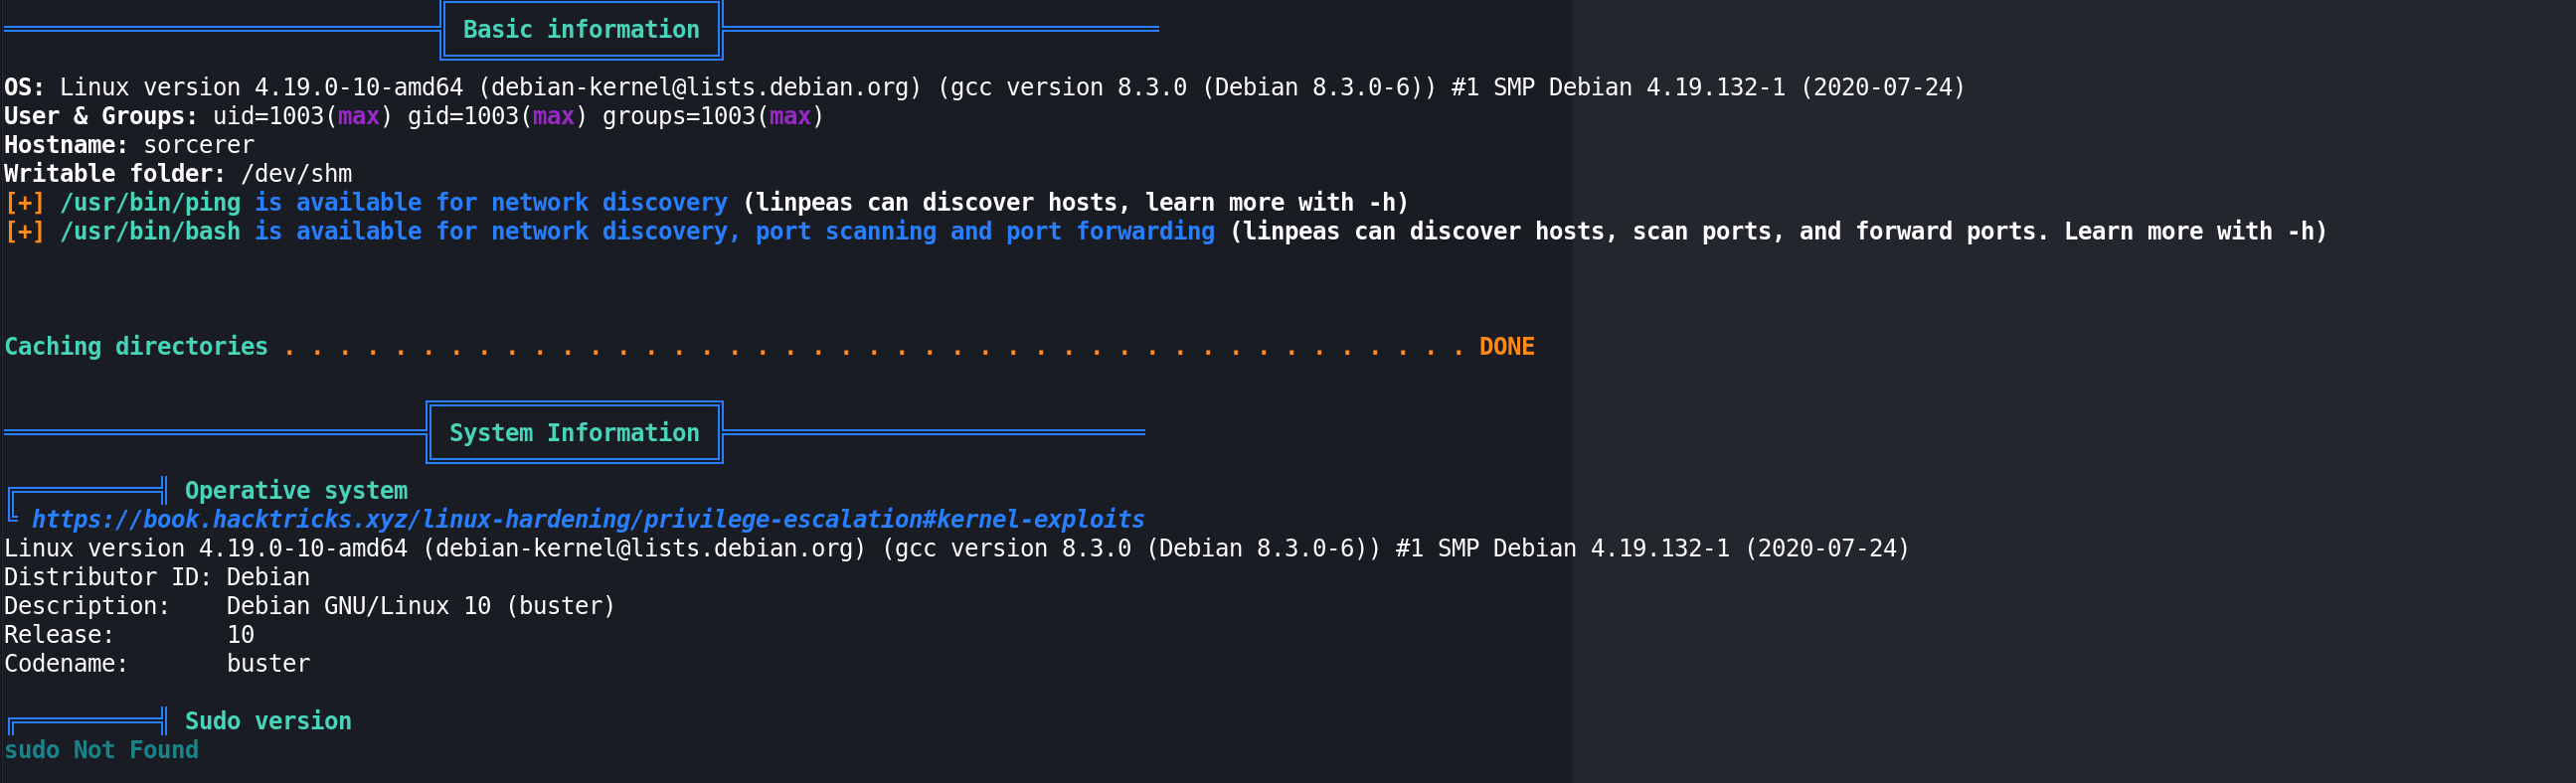 Basic information
OS: Linux version 4.19.0-10-amd64 (debian-kernel@lists.debian.org) (gcc version 8.3.0 (Debian 8.3.0-6)) #1 SMP Debian 4.19.132-1 (2020-07-24)
User & Groups: uid=1003(max) gid=1003(max) groups=1003(max)
Hostname: sorcerer
Writable folder: /dev/shm
[+] /usr/bin/ping is available for network discovery (linpeas can discover hosts, learn more with -h)
[+] /usr/bin/bash is available for network discovery, port scanning and port forwarding (linpeas can discover hosts, scan ports, and forward ports. Learn more with -h)
Caching directories . . . . . . . . . . . . . . . . . . . . . . . . . . . . . . . . . . . . . . . . . . . DONE
System Information
Operative system
https://book.hacktricks.xyz/linux-hardening/privilege-escalation#kernel-exploits
Linux version 4.19.0-10-amd64 (debian-kernel@lists.debian.org) (gcc version 8.3.0 (Debian 8.3.0-6)) #1 SMP Debian 4.19.132-1 (2020-07-24)
Distributor ID: Debian
Description: Debian GNU/Linux 10 (buster)
Release: 10
Codename: buster
Sudo version
sudo Not Found